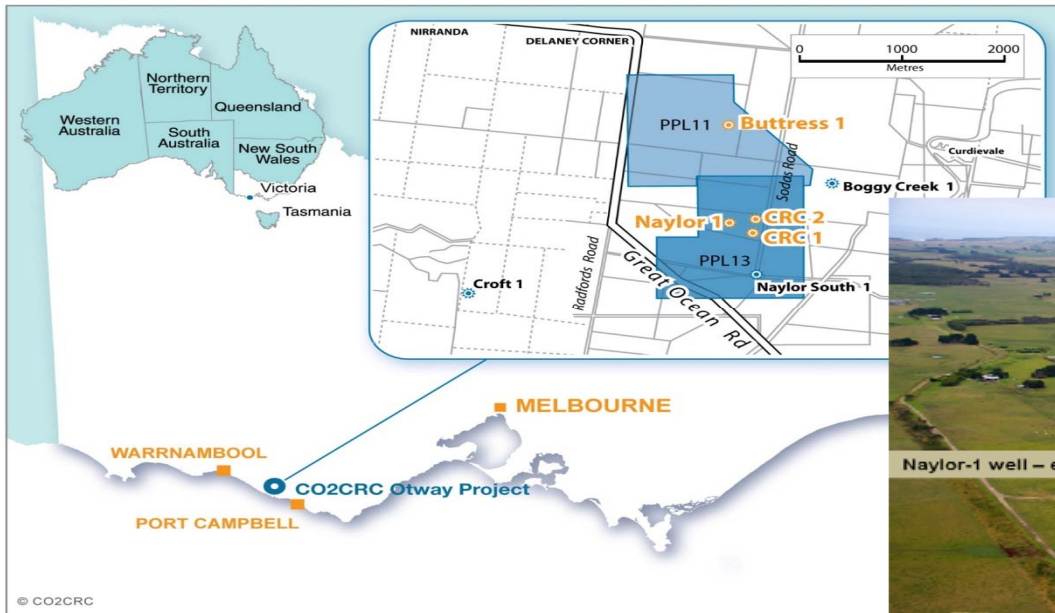 Northern
Territory
Western
Australia
Queensland
South
Australia
New South
Wales
Victoria
Tasmania
NIRRANDA
DELANEY CORNER
0 1000 2000
Metres
PPL11
Buttress 1
Sodas Road
Curdievale
Boggy Creek 1
Naylor 1
CRC 2
CRC 1
PPL13
Naylor South 1
Croft 1
Radfords Road
Great Ocean Rd
MELBOURNE
WARRNAMBOOL
CO2CRC Otway Project
PORT CAMPBELL
Naylor-1 well – e
© CO2CRC